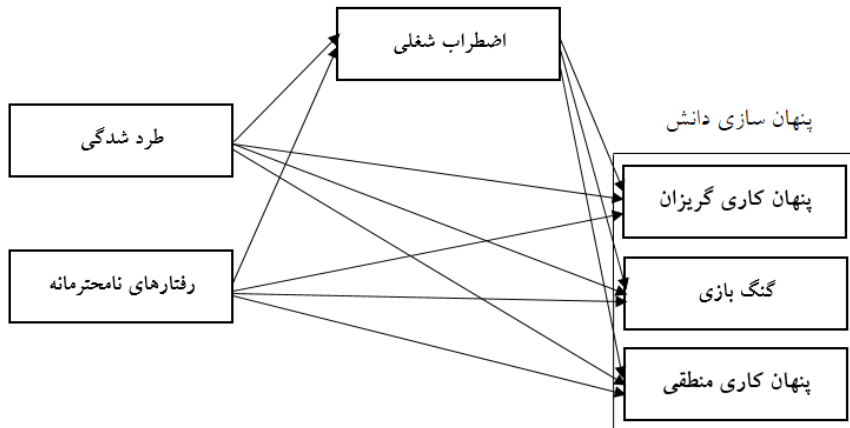 اضطراب شغلی
طرد شدگی
پنهان سازی دانش
پنهان کاری گریزان
رفتارهای نامحترمانه
گنگ بازی
پنهان کاری منطقی